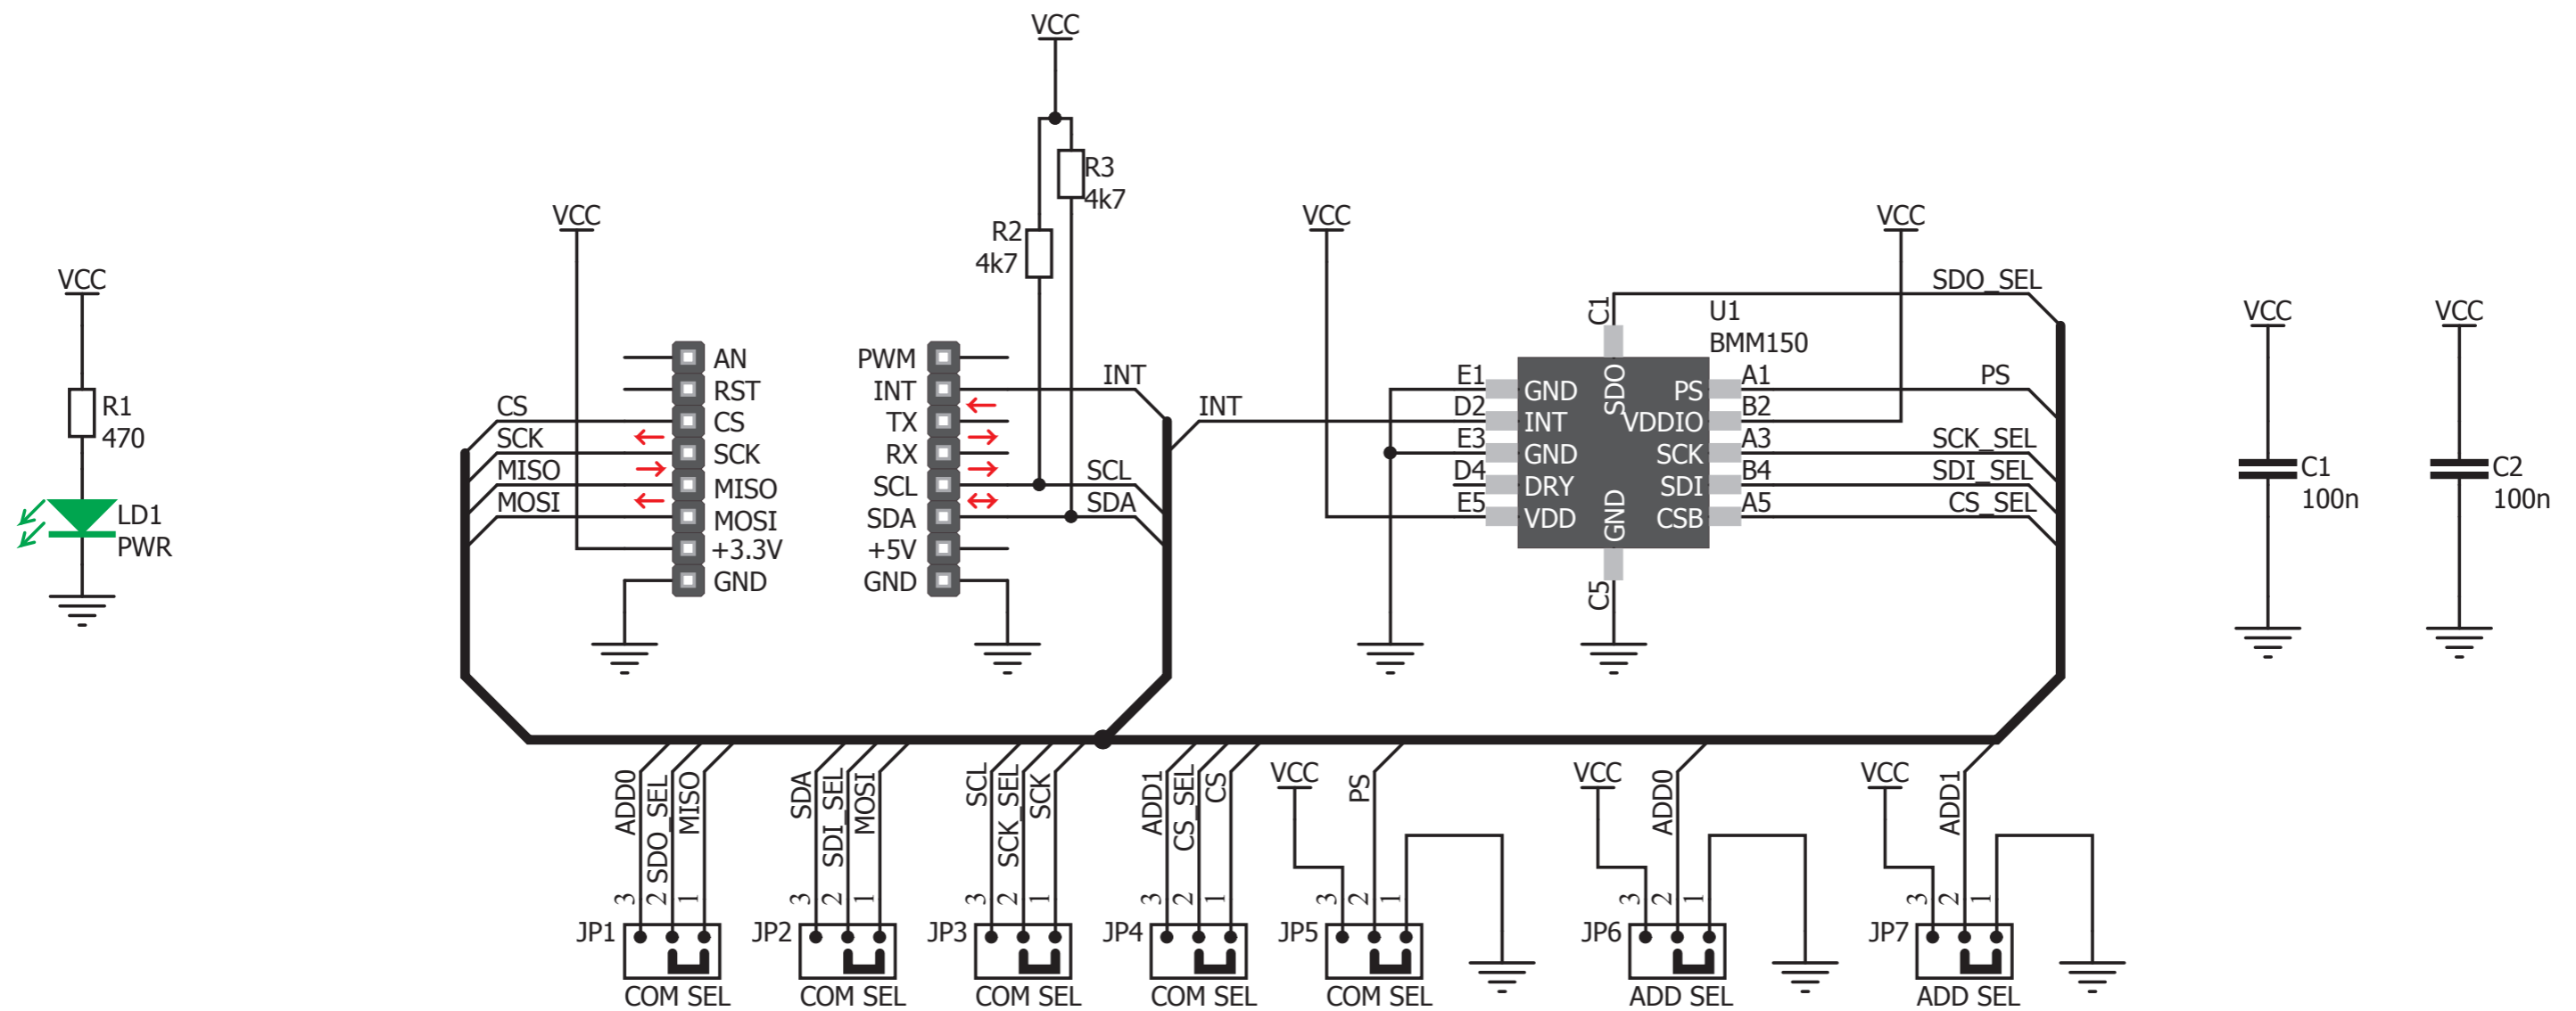 VCC
R1
470
LD1
PWR
VCC
CS
SCK
MISO
MOSI
AN
RST
CS
SCK
MISO
MOSI
+3.3V
GND
VCC
R3
4k7
R2
4k7
PWM
INT
TX
RX
SCL
SDA
+5V
GND
INT
SCL
SDA
VCC
INT
E1
D2
E3
D4
E5
GND
INT
GND
DRY
VDD
C1
SDO
GND
C5
U1
BMM150
PS
VDDIO
SCK
SDI
CSB
A1
B2
A3
B4
A5
VCC
SDO_SEL
PS
SCK_SEL
SDI_SEL
CS_SEL
VCC
C1
100n
VCC
C2
100n
ADD0
SDO_SEL
MISO
3
2
1
JP1
COM SEL
SDA
SDI_SEL
MOSI
3
2
1
JP2
COM SEL
SCL
SCK_SEL
SCK
3
2
1
JP3
COM SEL
ADD1
CS_SEL
CS
3
2
1
JP4
COM SEL
VCC
PS
3
2
1
JP5
COM SEL
VCC
ADD0
3
2
1
JP6
ADD SEL
VCC
ADD1
3
2
1
JP7
ADD SEL